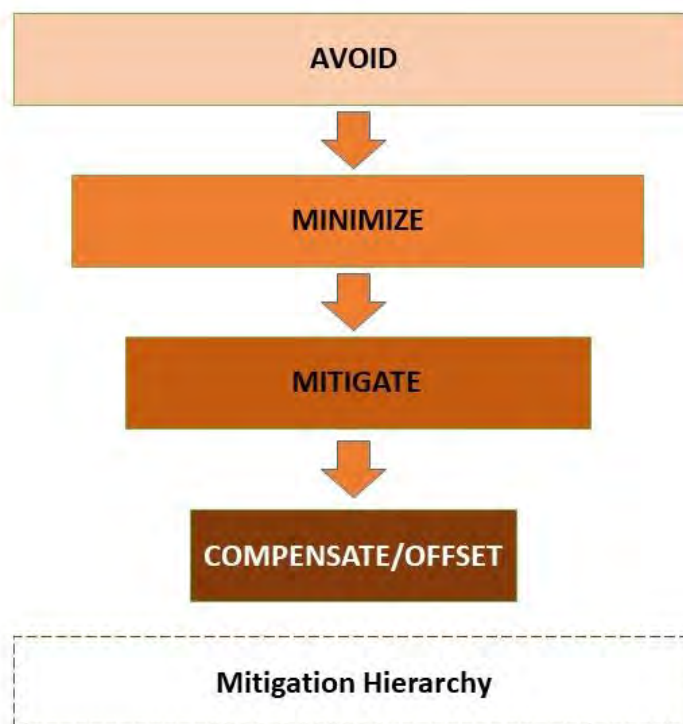 AVOID
MINIMIZE
MITIGATE
COMPENSATE/OFFSET
Mitigation Hierarchy